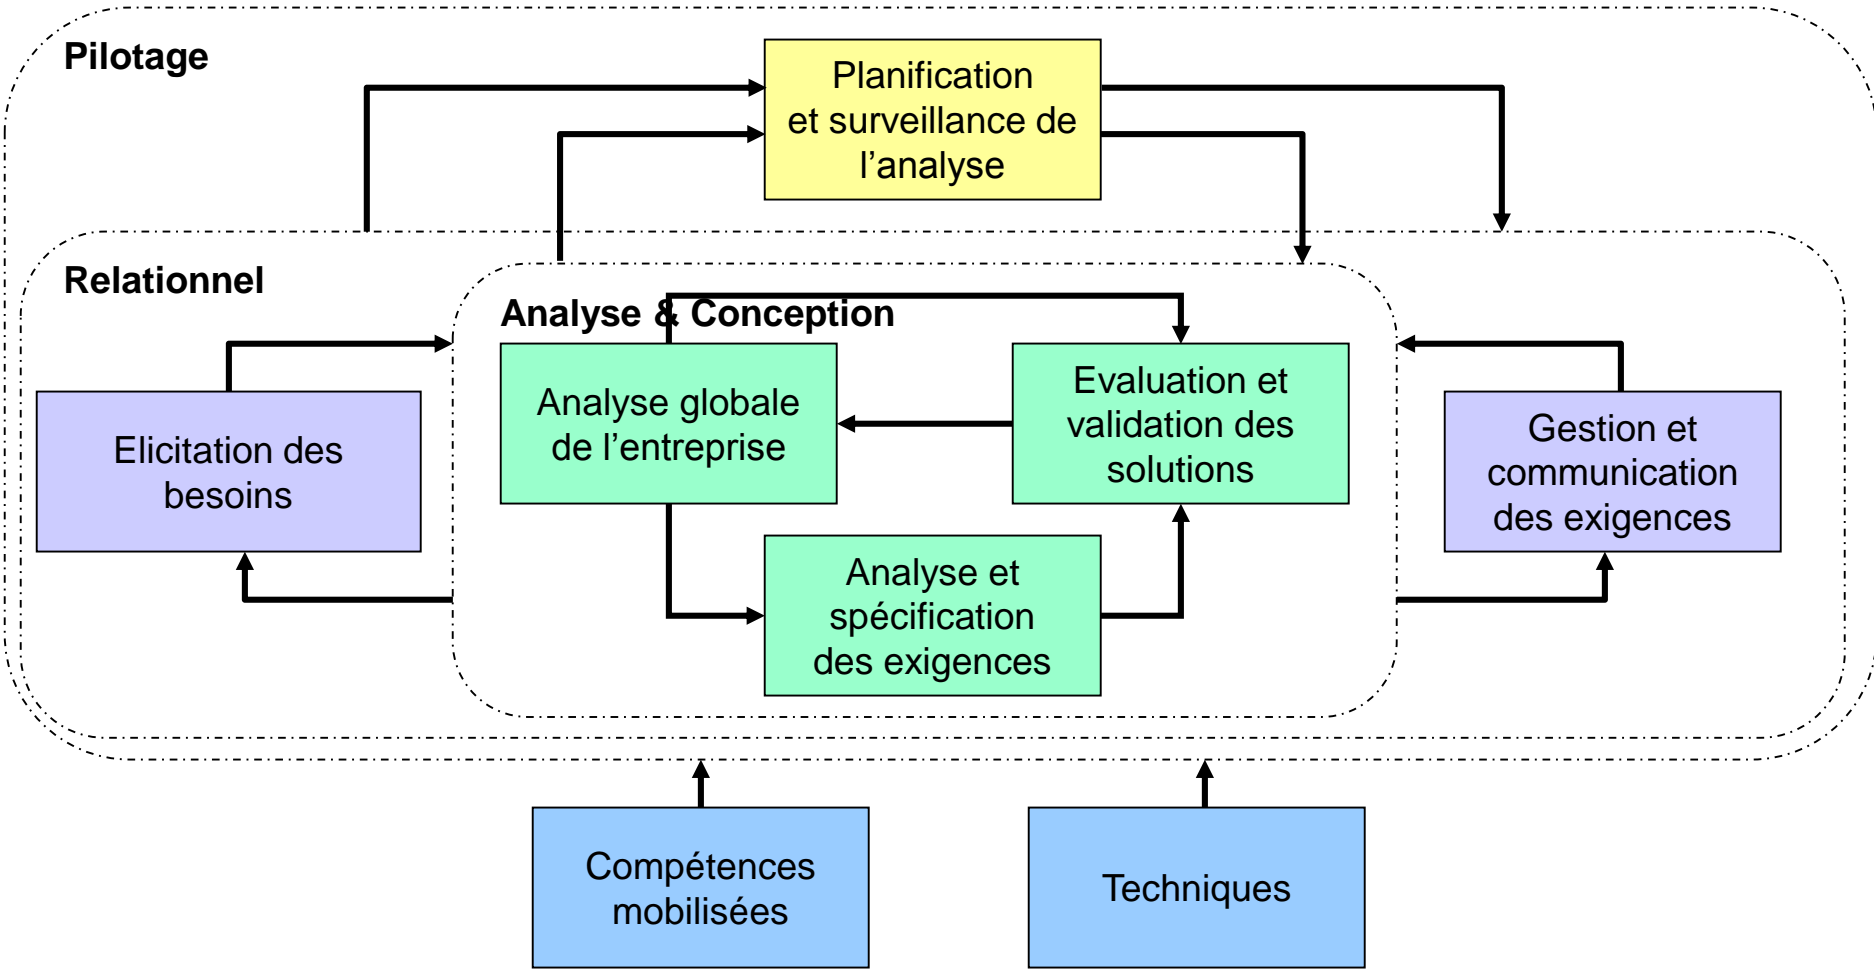 Pilotage
Planification
et surveillance de
l’analyse
Relationnel
Analyse & Conception
Elicitation des
besoins
Analyse globale
de l’entreprise
Evaluation et
validation des
solutions
Gestion et
communication
des exigences
Analyse et
spécification
des exigences
Compétences
mobilisées
Techniques